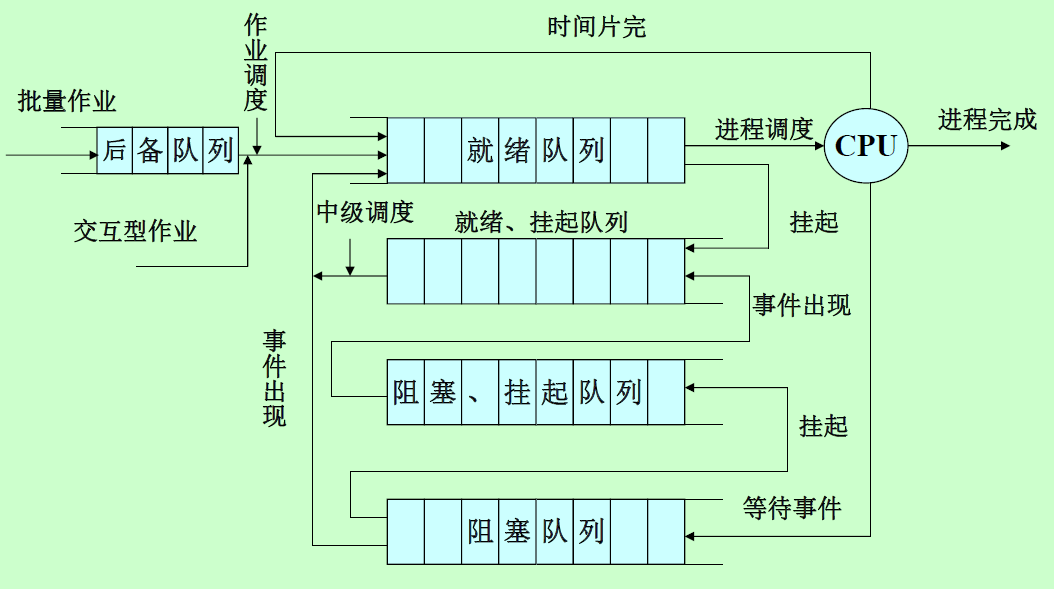 时间片完
作业调度
批量作业
后备队列
就绪队列
进程调度
CPU
进程完成
交互型作业
中级调度
就绪、挂起队列
挂起
事件出现
事件出现
阻塞、挂起队列
挂起
阻塞队列
等待事件